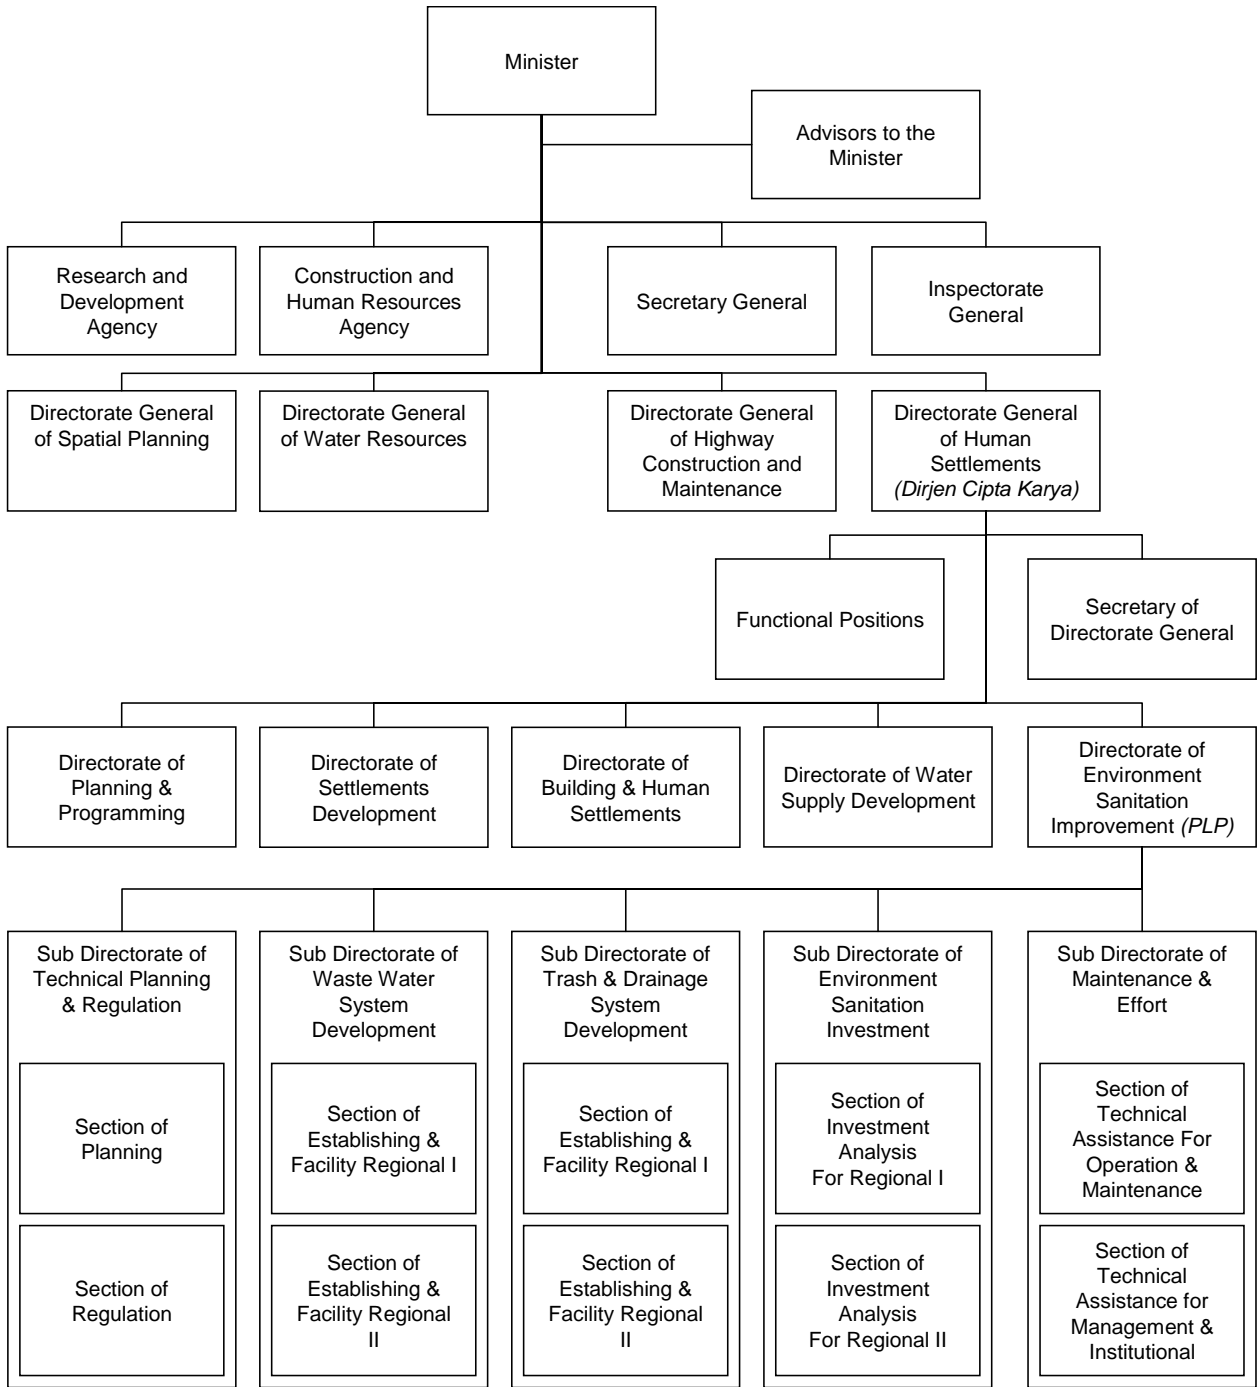 Minister
Advisors to the
Minister
Research and
Development
Agency
Construction and
Human Resources
Agency
Secretary General
Inspectorate
General
Directorate General
of Spatial Planning
Directorate General
of Water Resources
Directorate General
of Highway
Construction and
Maintenance
Directorate General
of Human
Settlements
(Dirjen Cipta Karya)
Functional Positions
Secretary of
Directorate General
Directorate of
Planning &
Programming
Directorate of
Settlements
Development
Directorate of
Building & Human
Settlements
Directorate of Water
Supply Development
Directorate of
Environment
Sanitation
Improvement (PLP)
Sub Directorate of
Technical Planning
& Regulation
Section of
Planning
Section of
Regulation
Sub Directorate of
Waste Water
System
Development
Section of
Establishing &
Facility Regional I
Section of
Establishing &
Facility Regional
II
Sub Directorate of
Trash & Drainage
System
Development
Section of
Establishing &
Facility Regional I
Section of
Establishing &
Facility Regional
II
Sub Directorate of
Environment
Sanitation
Investment
Section of
Investment
Analysis
For Regional I
Section of
Investment
Analysis
For Regional II
Sub Directorate of
Maintenance &
Effort
Section of
Technical
Assistance For
Operation &
Maintenance
Section of
Technical
Assistance for
Management &
Institutional